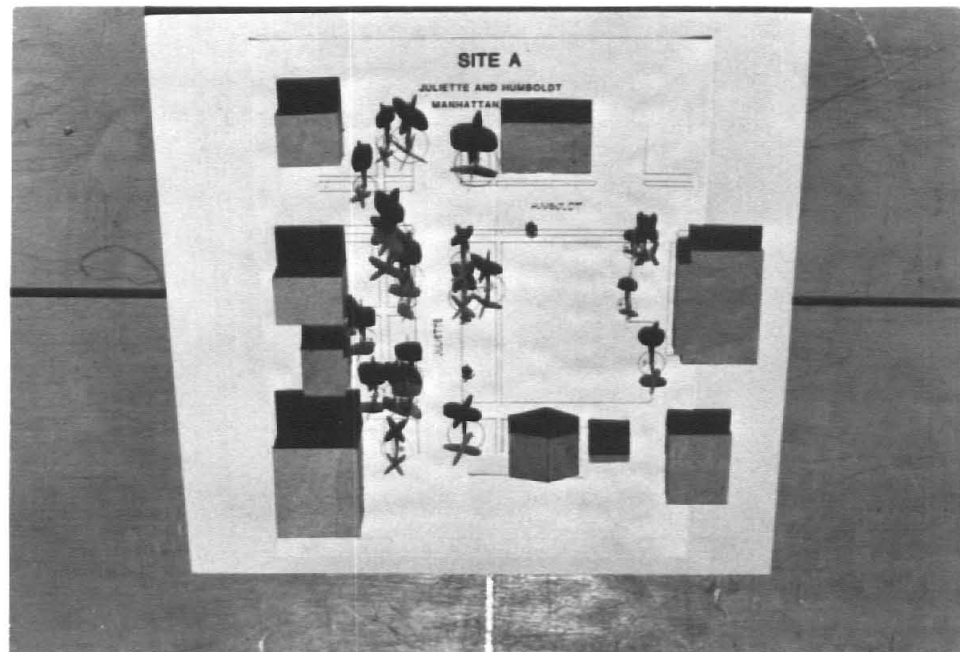 SITE A
JULIETTE AND HUMBOLDT
MANHATTAN,
HUMBOLDT
JULIETTE